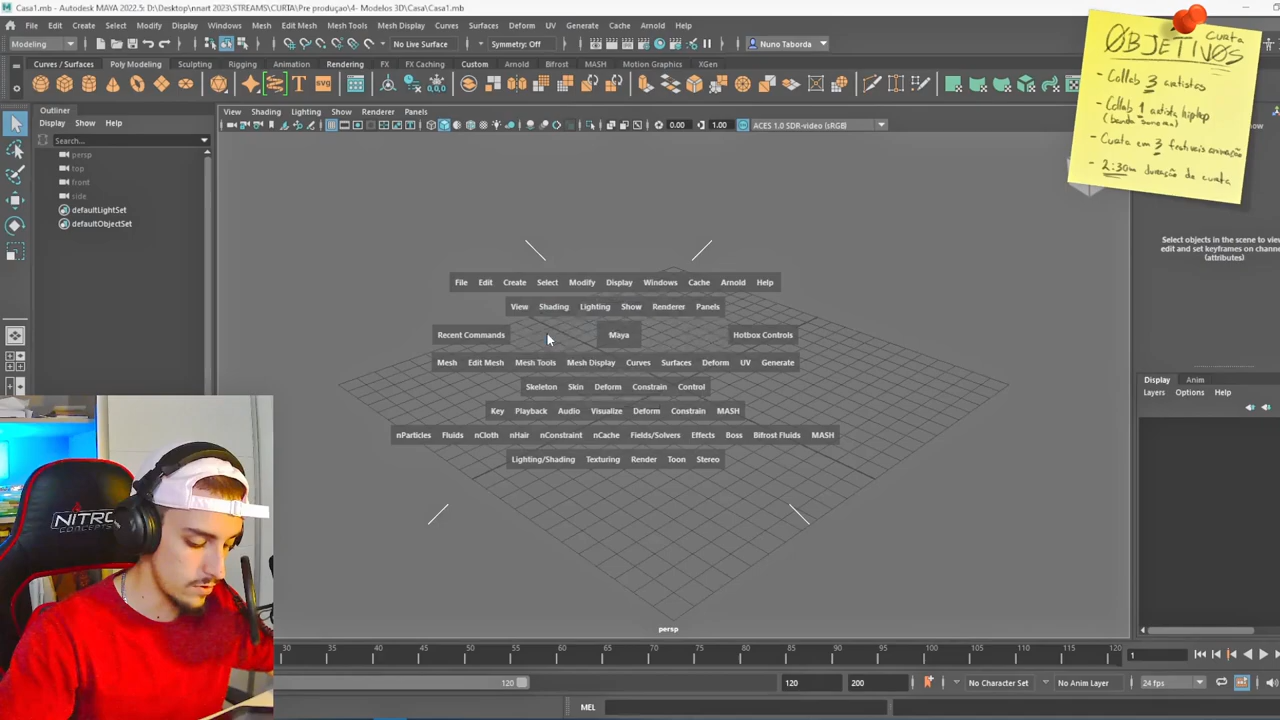 Casa1.mb - Autodesk MAYA 2022.5: D:\Desktop\nnart 2023\STREAMS\CURTA\Pre produçao\4- Modelos 3D\Casa\Casa1.mb
File Edit Create Select Modify Display Windows Mesh Edit Mesh Mesh Tools Mesh Display Curves Surfaces Deform UV Generate Cache Arnold Help
Modeling No Live Surface Symmetry: Off Nuno Taborda
Curves / Surfaces Poly Modeling Sculpting Rigging Animation Rendering FX FX Caching Custom Arnold Bifrost MASH Motion Graphics XGen
SVG
Outliner
Display Show Help
Search...
persp
top
front
side
defaultLightSet
defaultObjectSet
View Shading Lighting Show Renderer Panels
0.00 1.00 ACES 1.0 SDR-video (sRGB)
File Edit Create Select Modify Display Windows Cache Arnold Help
View Shading Lighting Show Renderer Panels
Recent Commands Maya Hotbox Controls
Mesh Edit Mesh Mesh Tools Mesh Display Curves Surfaces Deform UV Generate
Skeleton Skin Deform Constrain Control
Key Playback Audio Visualize Deform Constrain MASH
nParticles Fluids nCloth nHair nConstraint nCache Fields/Solvers Effects Boss Bifrost Fluids MASH
Lighting/Shading Texturing Render Toon Stereo
persp
Curta
OBJETIVOS
- Collab 3 artistas
- Collab 1 artista hiphop
(banda sonora)
- Curta em 3 festivais animação
- 2:30m duração da curta
Show
Select objects in the scene to view,
edit and set keyframes on channels
(attributes)
Display Anim
Layers Options Help
NITRO
CONCEPTS
30 35 40 45 50 55 60 65 70 75 80 85 90 95 100 105 110 115 120
1
120 120 200 No Character Set No Anim Layer 24 fps
MEL